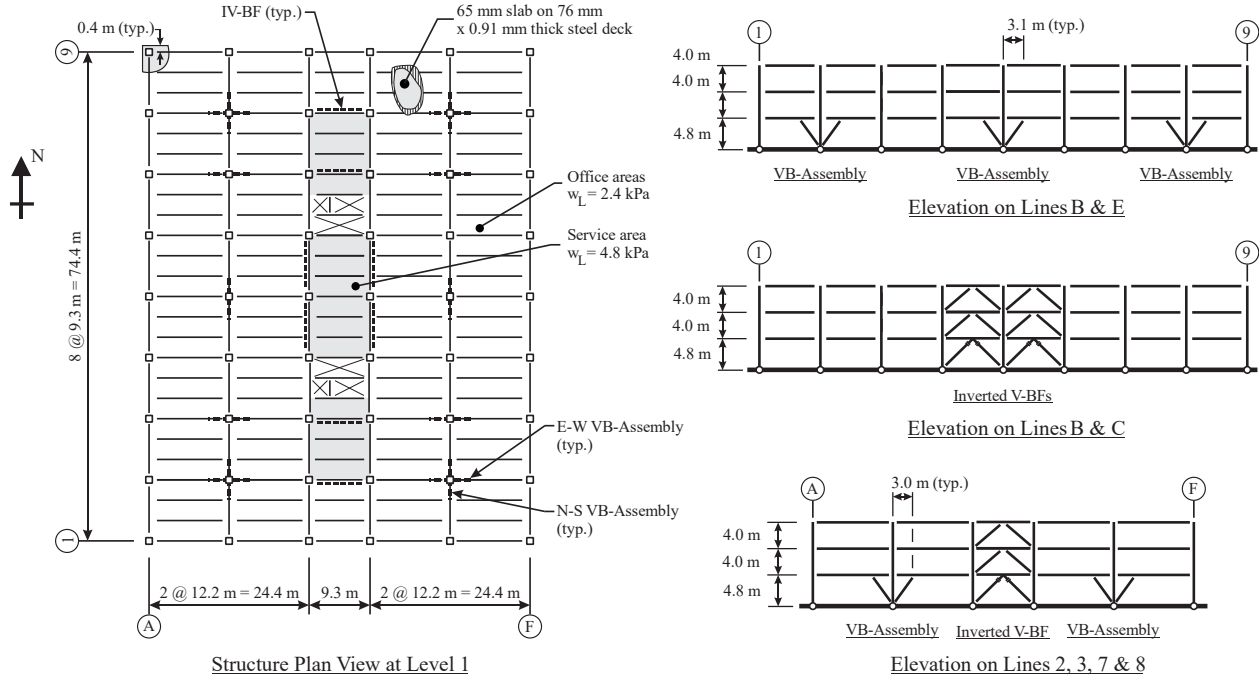 IV-BF (typ.)
65 mm slab on 76 mm
x 0.91 mm thick steel deck
0.4 m (typ.)
9
N
8 @ 9.3 m = 74.4 m
Office areas
wL = 2.4 kPa
Service area
wL = 4.8 kPa
E-W VB-Assembly
(typ.)
N-S VB-Assembly
(typ.)
1
2 @ 12.2 m = 24.4 m
9.3 m
2 @ 12.2 m = 24.4 m
A
F
Structure Plan View at Level 1
1
3.1 m (typ.)
9
4.0 m
4.0 m
4.8 m
VB-Assembly
VB-Assembly
VB-Assembly
Elevation on Lines B & E
1
9
4.0 m
4.0 m
4.8 m
Inverted V-BFs
Elevation on Lines B & C
A
3.0 m (typ.)
F
4.0 m
4.0 m
4.8 m
VB-Assembly
Inverted V-BF
VB-Assembly
Elevation on Lines 2, 3, 7 & 8